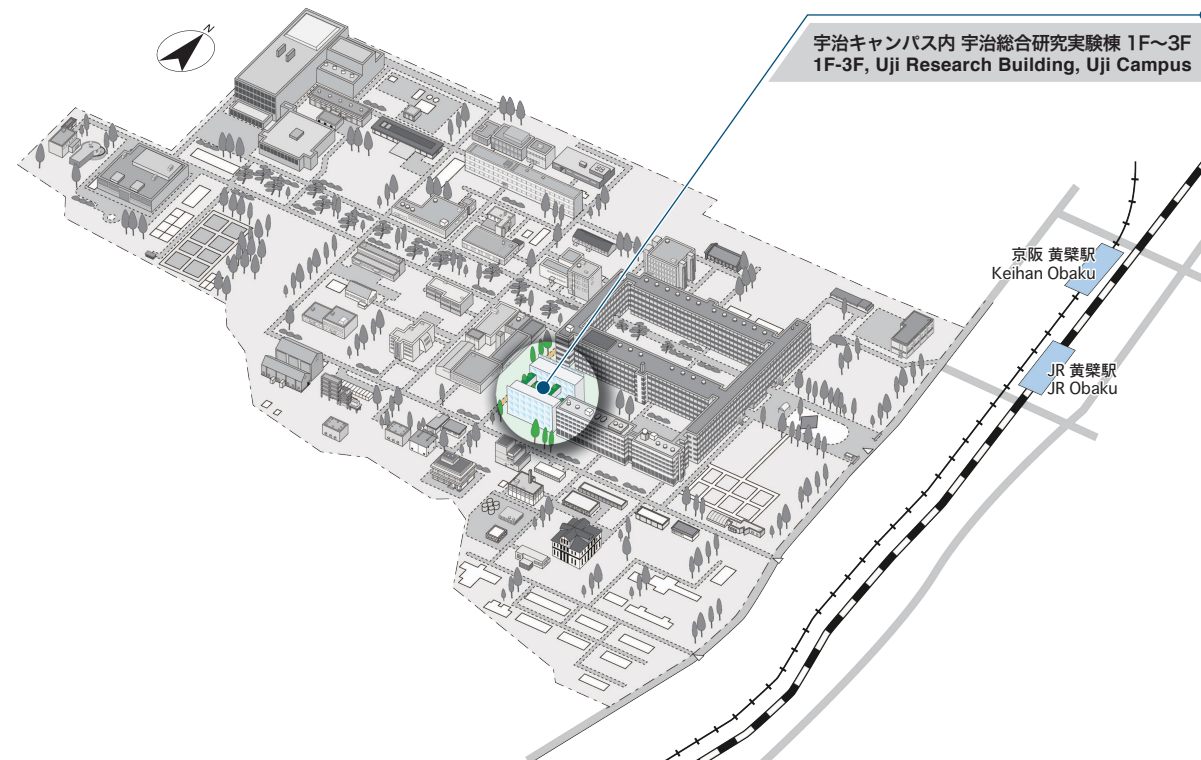 N
宇治キャンパス内 宇治総合研究実験棟 1F〜3F
1F-3F, Uji Research Building, Uji Campus
京阪 黄檗駅
Keihan Obaku
JR 黄檗駅
JR Obaku